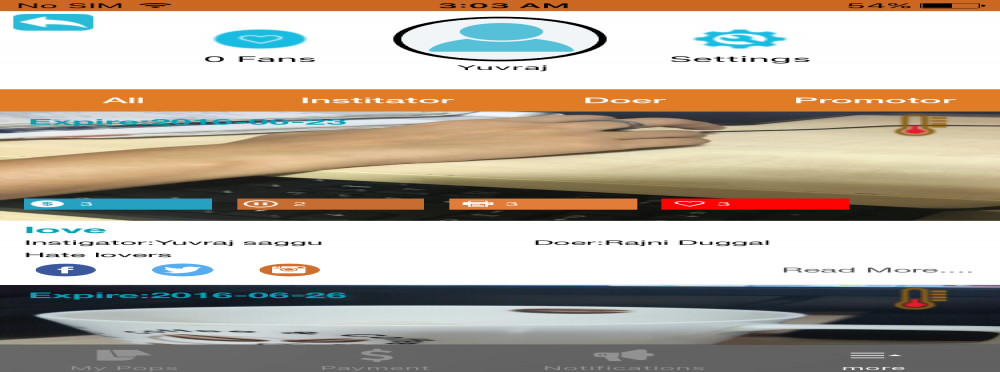 No SIM 3:03 AM 54%
0 Fans Yuvraj Settings
All Institator Doer Promotor
Expire:2016-06-23
$ 3 2 3 3
love
Instigator:Yuvraj saggu Doer:Rajni Duggal
Hate lovers
f
Read More....
Expire:2016-06-26
$
My Pops Payment Notifications more